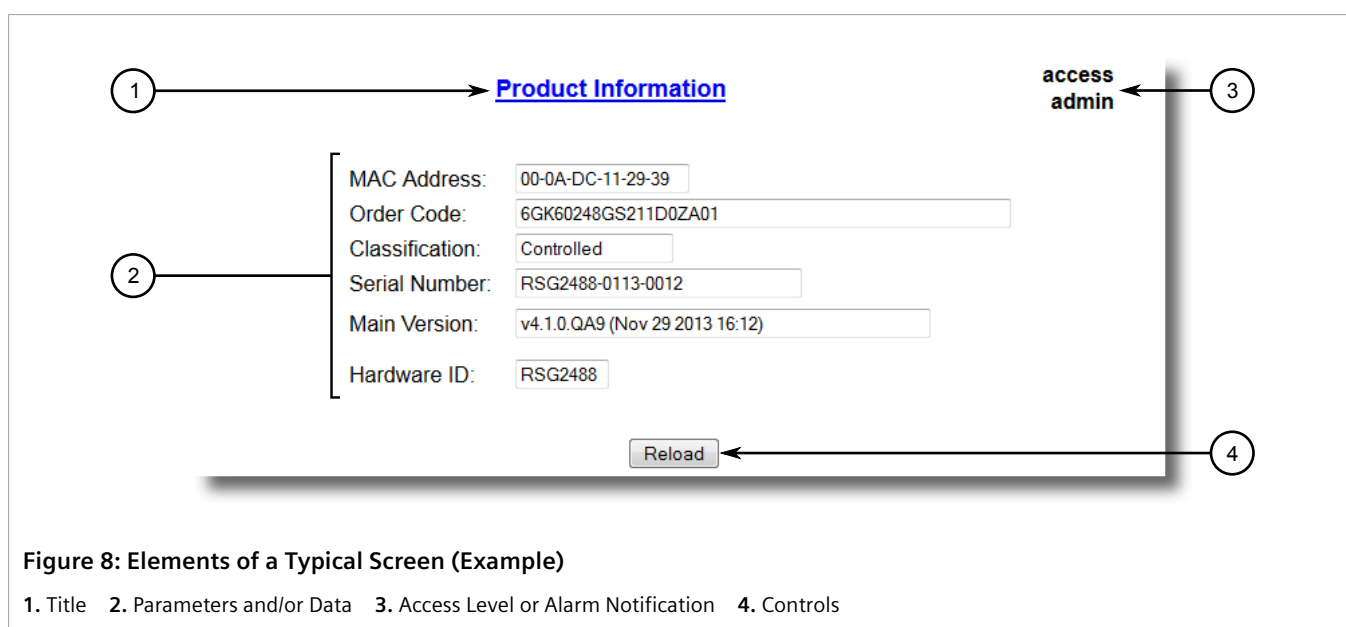 1
Product Information
access
admin
3
2
MAC Address: 00-0A-DC-11-29-39
Order Code: 6GK60248GS211D0ZA01
Classification: Controlled
Serial Number: RSG2488-0113-0012
Main Version: v4.1.0.QA9 (Nov 29 2013 16:12)
Hardware ID: RSG2488
Reload
4
Figure 8: Elements of a Typical Screen (Example)
1. Title 2. Parameters and/or Data 3. Access Level or Alarm Notification 4. Controls